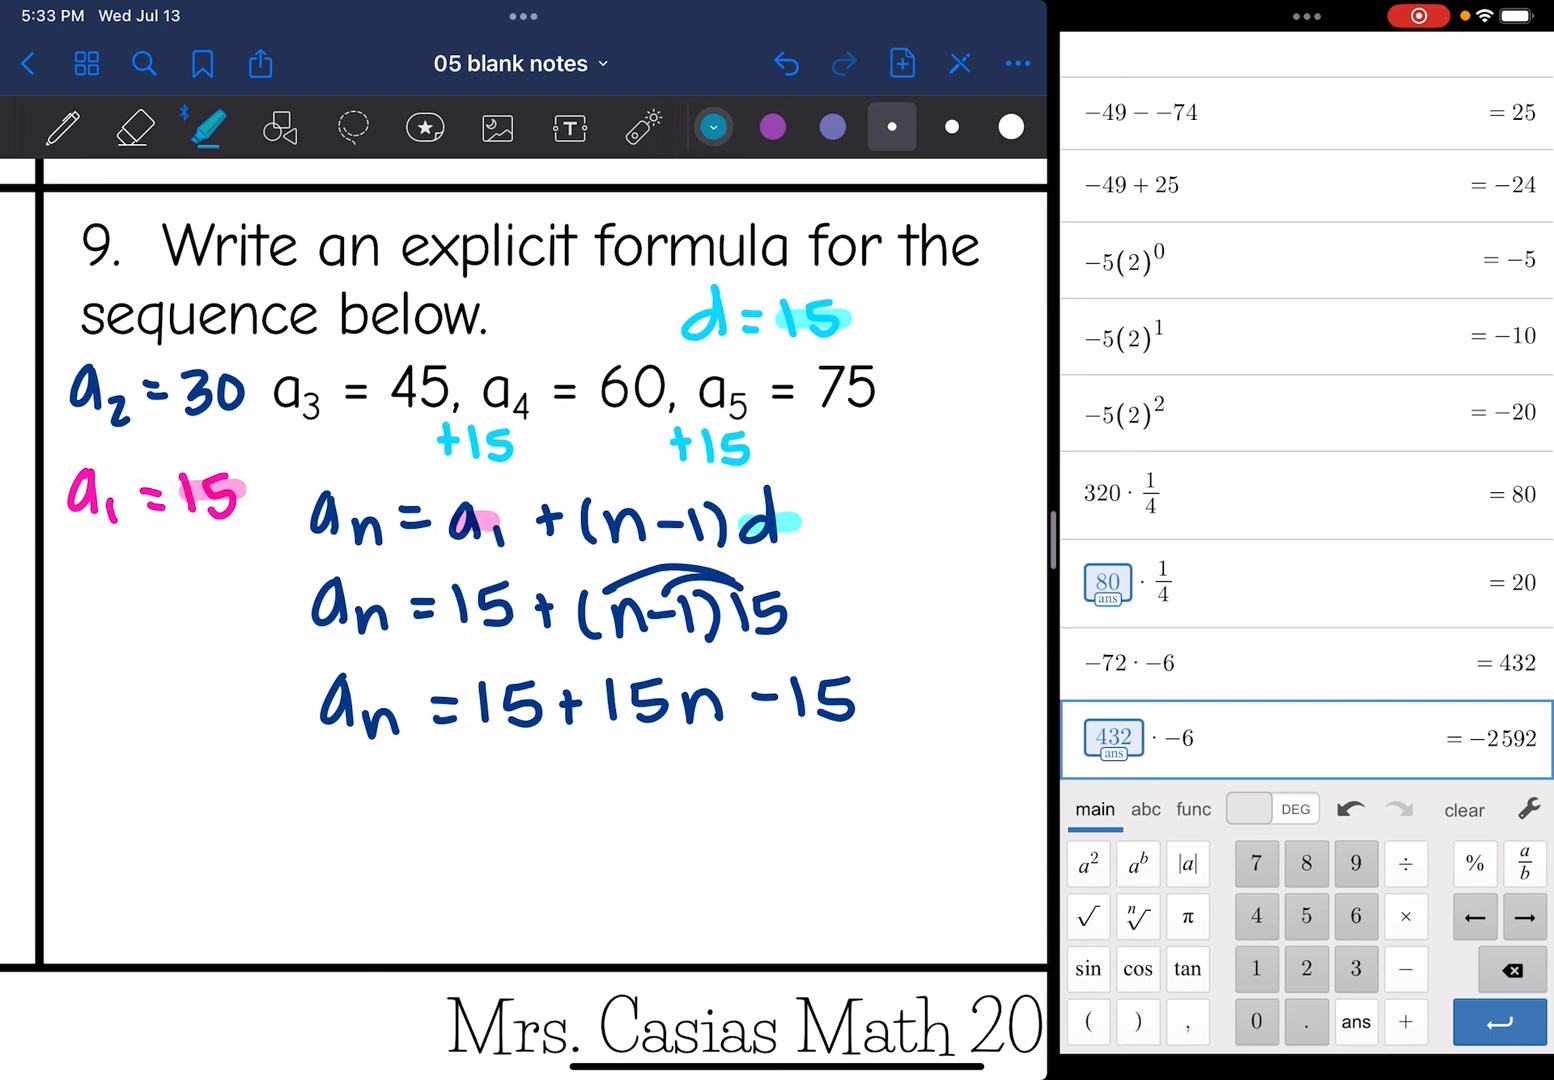 5:33 PM Wed Jul 13
05 blank notes
T
9. Write an explicit formula for the
sequence below.
d = 15
a₂ = 30 a₃ = 45, a₄ = 60, a₅ = 75
+15 +15
a₁ = 15
aₙ = a₁ + (n-1)d
aₙ = 15 + (n-1)15
aₙ = 15 + 15n - 15
Mrs. Casias Math 20
−49 − −74 = 25
−49 + 25 = −24
−5(2)⁰ = −5
−5(2)¹ = −10
−5(2)² = −20
320 · 1/4 = 80
80 ans · 1/4 = 20
−72 · −6 = 432
432 ans · −6 = −2592
main abc func DEG clear
a² aᵇ |a| 7 8 9 ÷ % a/b
√ ⁿ√ π 4 5 6 × ← →
sin cos tan 1 2 3 −
( ) , 0 . ans +